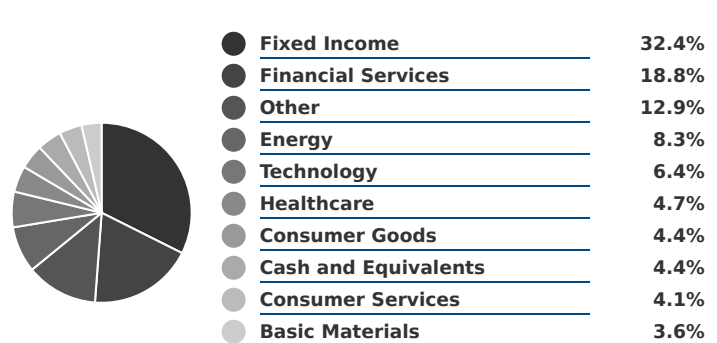 Fixed Income 32.4%
Financial Services 18.8%
Other 12.9%
Energy 8.3%
Technology 6.4%
Healthcare 4.7%
Consumer Goods 4.4%
Cash and Equivalents 4.4%
Consumer Services 4.1%
Basic Materials 3.6%